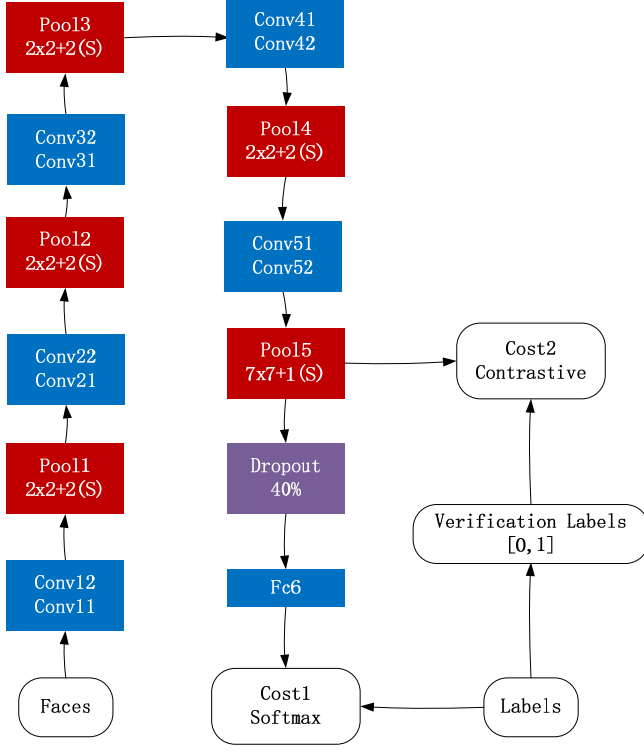 Pool3
2x2+2(S)
Conv41
Conv42
Conv32
Conv31
Pool4
2x2+2(S)
Pool2
2x2+2(S)
Conv51
Conv52
Conv22
Conv21
Pool5
7x7+1(S)
Cost2
Contrastive
Pool1
2x2+2(S)
Dropout
40%
Verification Labels
[0,1]
Conv12
Conv11
Fc6
Faces
Cost1
Softmax
Labels